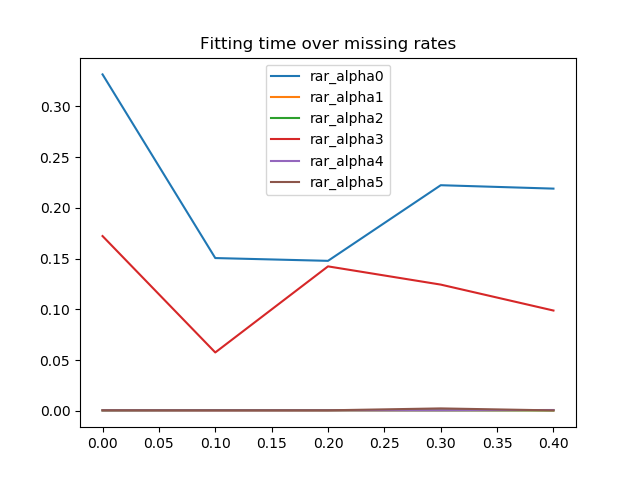 Fitting time over missing rates
rar_alpha0
rar_alpha1
rar_alpha2
rar_alpha3
rar_alpha4
rar_alpha5
0.30
0.25
0.20
0.15
0.10
0.05
0.00
0.00 0.05 0.10 0.15 0.20 0.25 0.30 0.35 0.40